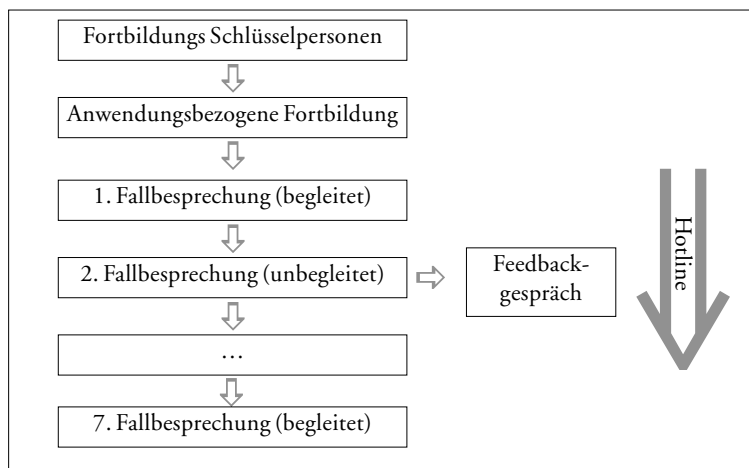 Fortbildungs Schlüsselpersonen
Anwendungsbezogene Fortbildung
1. Fallbesprechung (begleitet)
2. Fallbesprechung (unbegleitet)
Feedback-
gespräch
Hotline
…
7. Fallbesprechung (begleitet)